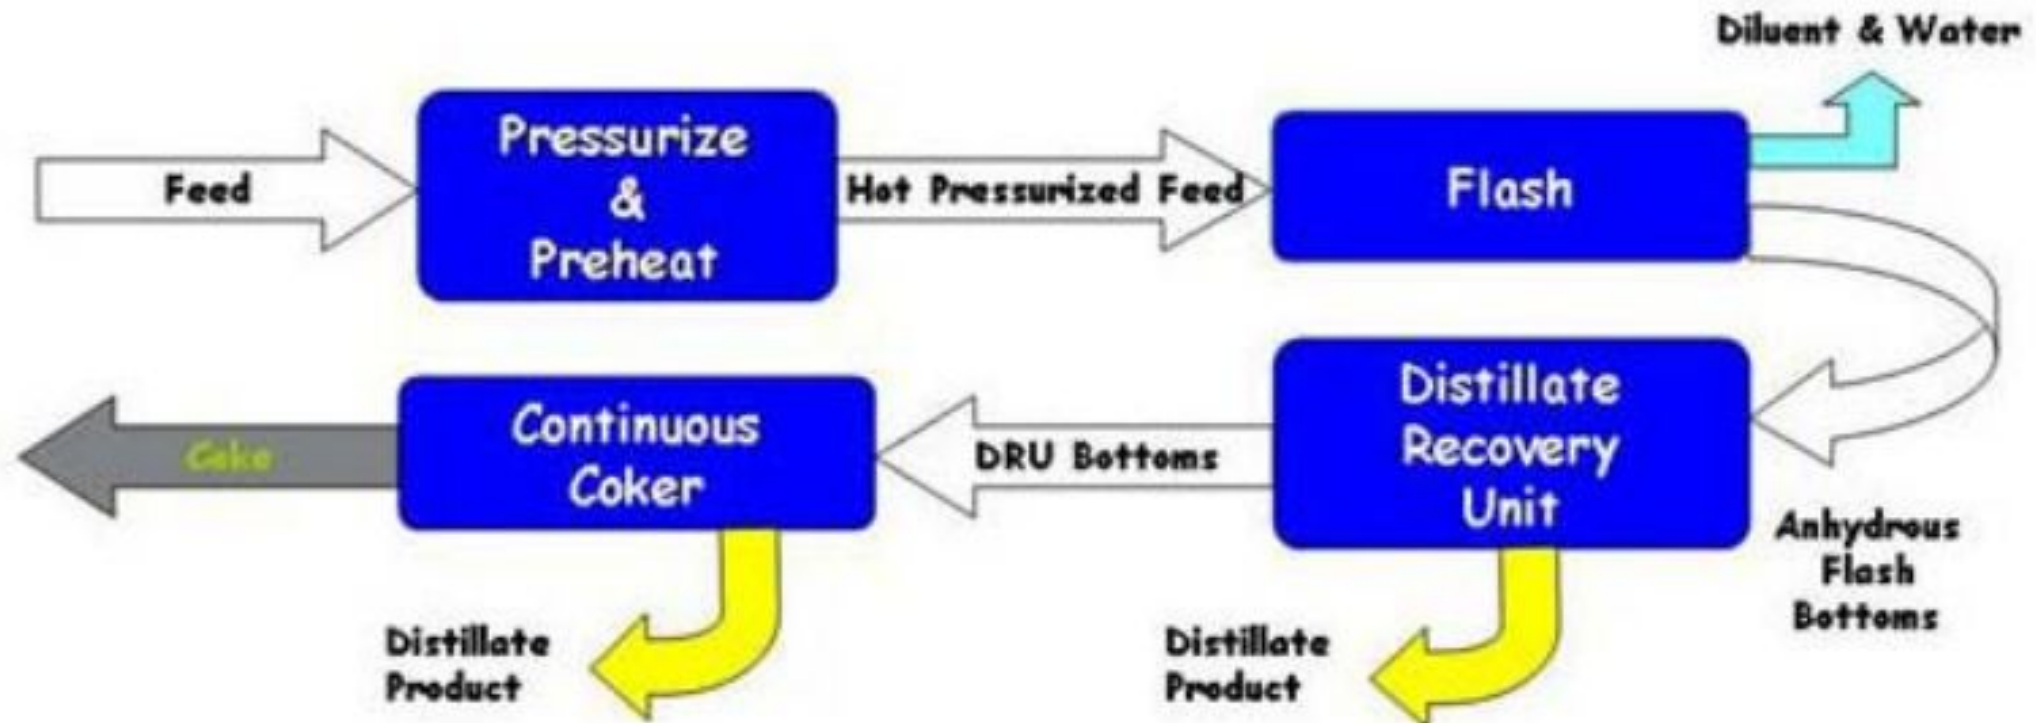 Diluent & Water
Pressurize
&
Preheat
Feed
Hot Pressurized Feed
Flash
Distillate
Recovery
Unit
Continuous
Coker
DRU Bottoms
Coke
Anhydrous
Flash
Bottoms
Distillate
Product
Distillate
Product